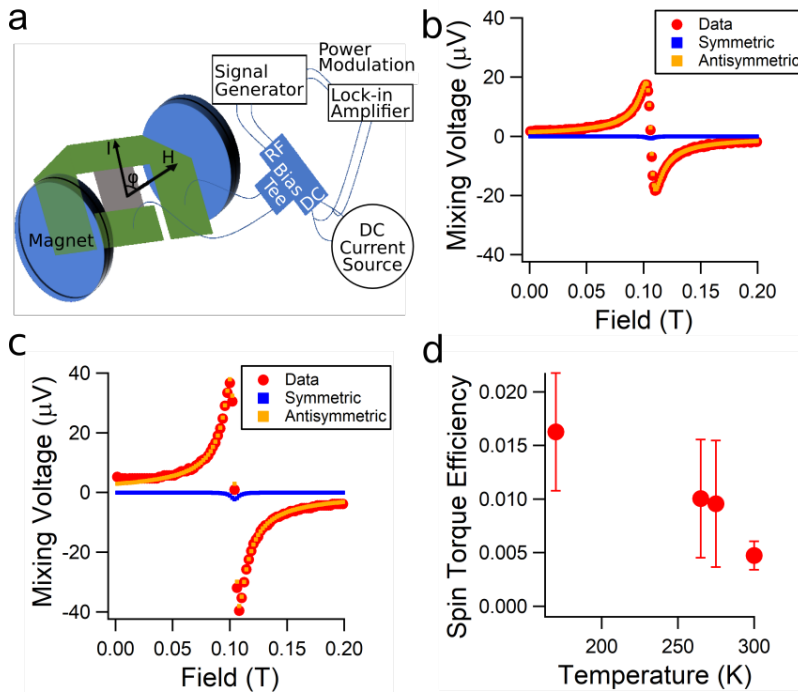 a
Signal
Generator
Power
Modulation
Lock-in
Amplifier
RF
Bias
Tee
DC
DC
Current
Source
I
H
φ
Magnet
b
Mixing Voltage (μV)
40
20
0
-20
-40
Data
Symmetric
Antisymmetric
0.00 0.05 0.10 0.15 0.20
Field (T)
c
Mixing Voltage (μV)
40
20
0
-20
-40
Data
Symmetric
Antisymmetric
0.00 0.05 0.10 0.15 0.20
Field (T)
d
Spin Torque Efficiency
0.020
0.015
0.010
0.005
0.000
200 250 300
Temperature (K)